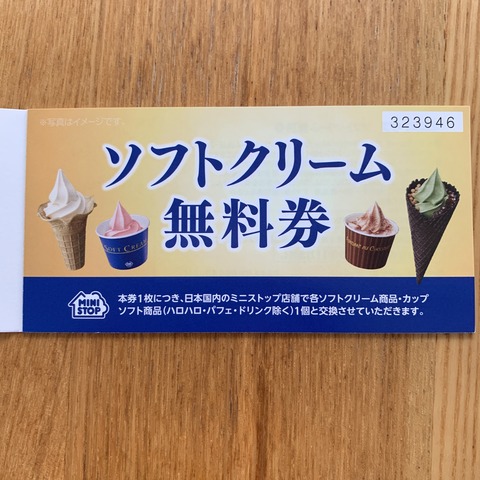 ※写真はイメージです。
323946
ソフトクリーム
無料券
SOFT CREAM
MINI
STOP
本券1枚につき、日本国内のミニストップ店舗で各ソフトクリーム商品・カップ
ソフト商品(ハロハロ・パフェ・ドリンク除く)1個と交換させていただきます。